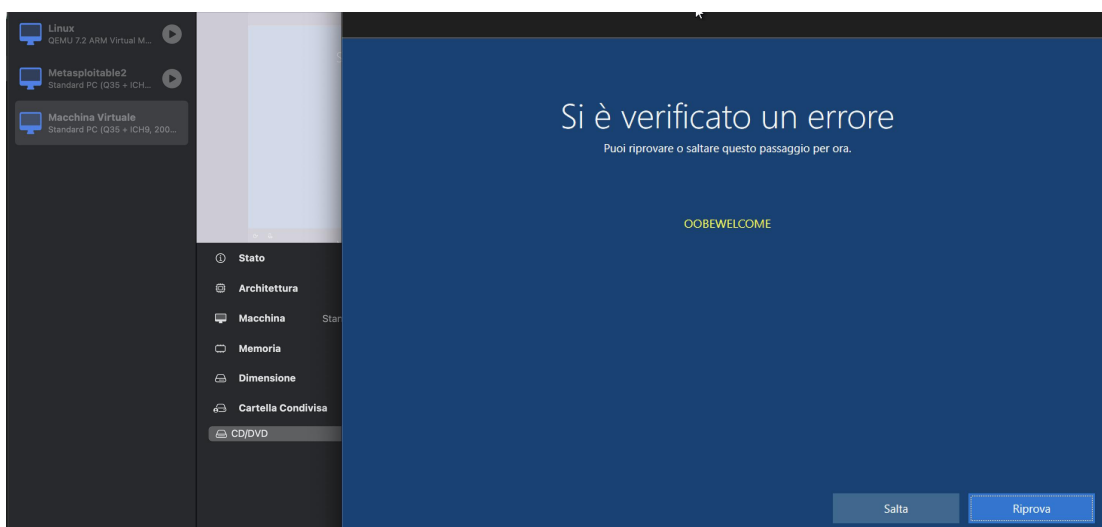 Linux
QEMU 7.2 ARM Virtual M...
Metasploitable2
Standard PC (Q35 + ICH...
Macchina Virtuale
Standard PC (Q35 + ICH9, 200...
Stato
Architettura
Macchina Stan
Memoria
Dimensione
Cartella Condivisa
CD/DVD
Si è verificato un errore
Puoi riprovare o saltare questo passaggio per ora.
OOBEWELCOME
Salta
Riprova